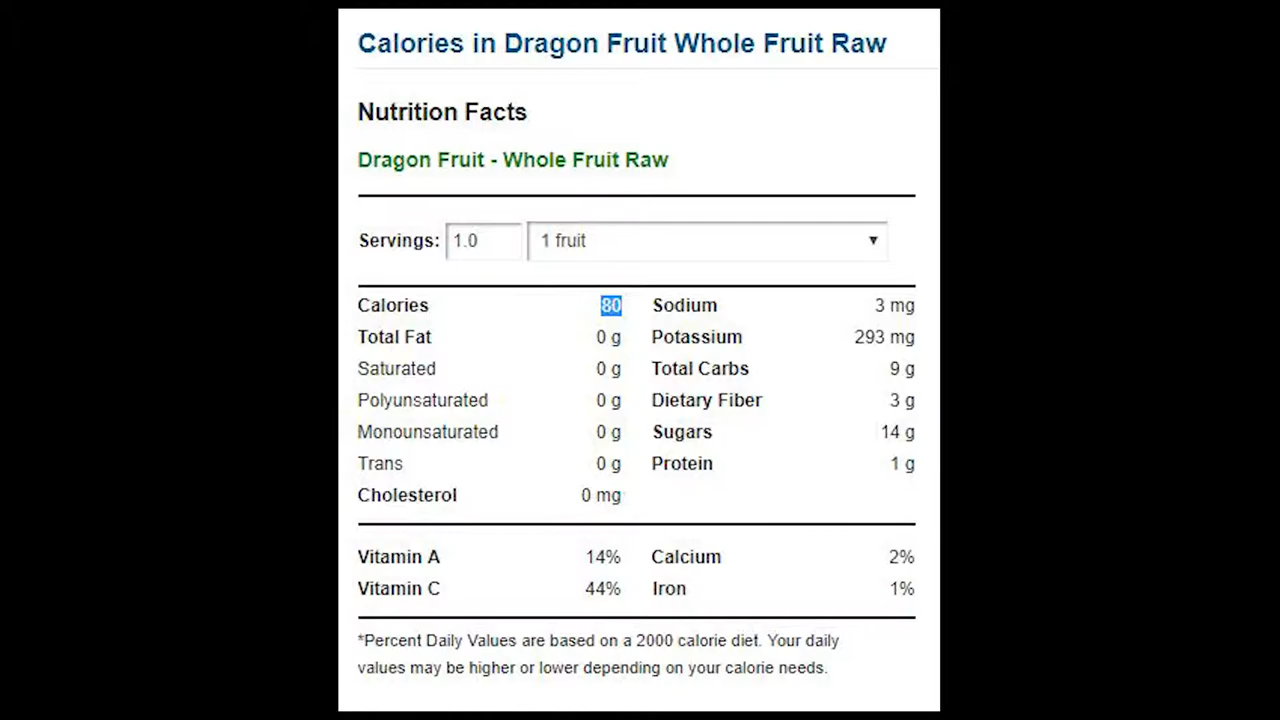 Calories in Dragon Fruit Whole Fruit Raw
Nutrition Facts
Dragon Fruit - Whole Fruit Raw
Servings: 1.0 1 fruit
Calories 80 Sodium 3 mg
Total Fat 0 g Potassium 293 mg
Saturated 0 g Total Carbs 9 g
Polyunsaturated 0 g Dietary Fiber 3 g
Monounsaturated 0 g Sugars 14 g
Trans 0 g Protein 1 g
Cholesterol 0 mg
Vitamin A 14% Calcium 2%
Vitamin C 44% Iron 1%
*Percent Daily Values are based on a 2000 calorie diet. Your daily
values may be higher or lower depending on your calorie needs.